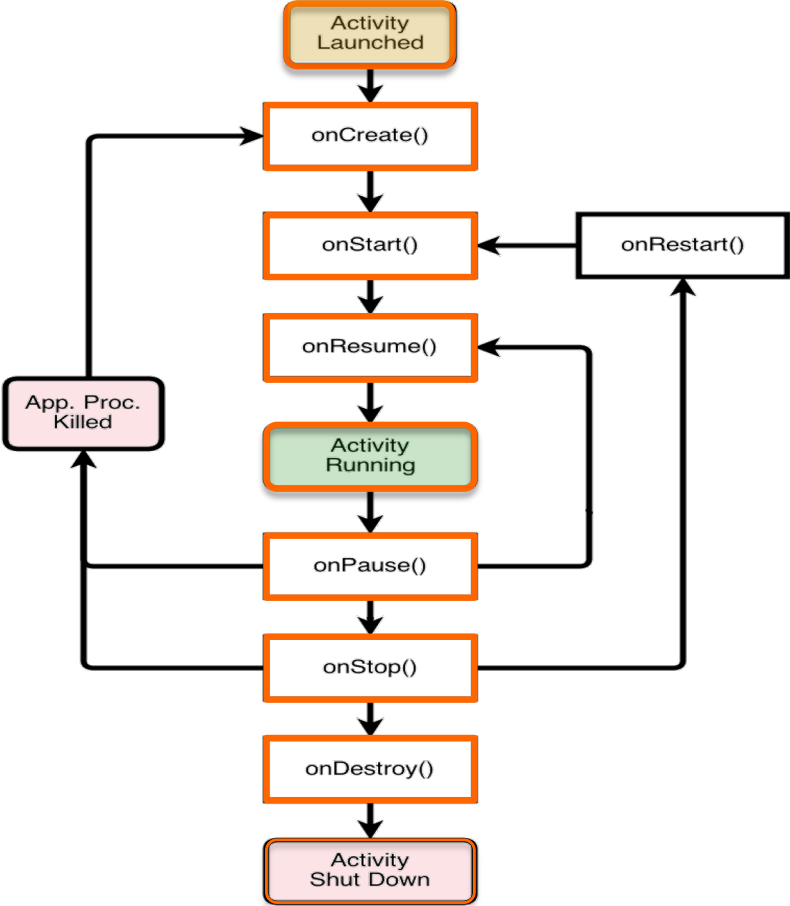 Activity
Launched
onCreate()
onStart()
onRestart()
onResume()
App. Proc.
Killed
Activity
Running
onPause()
onStop()
onDestroy()
Activity
Shut Down